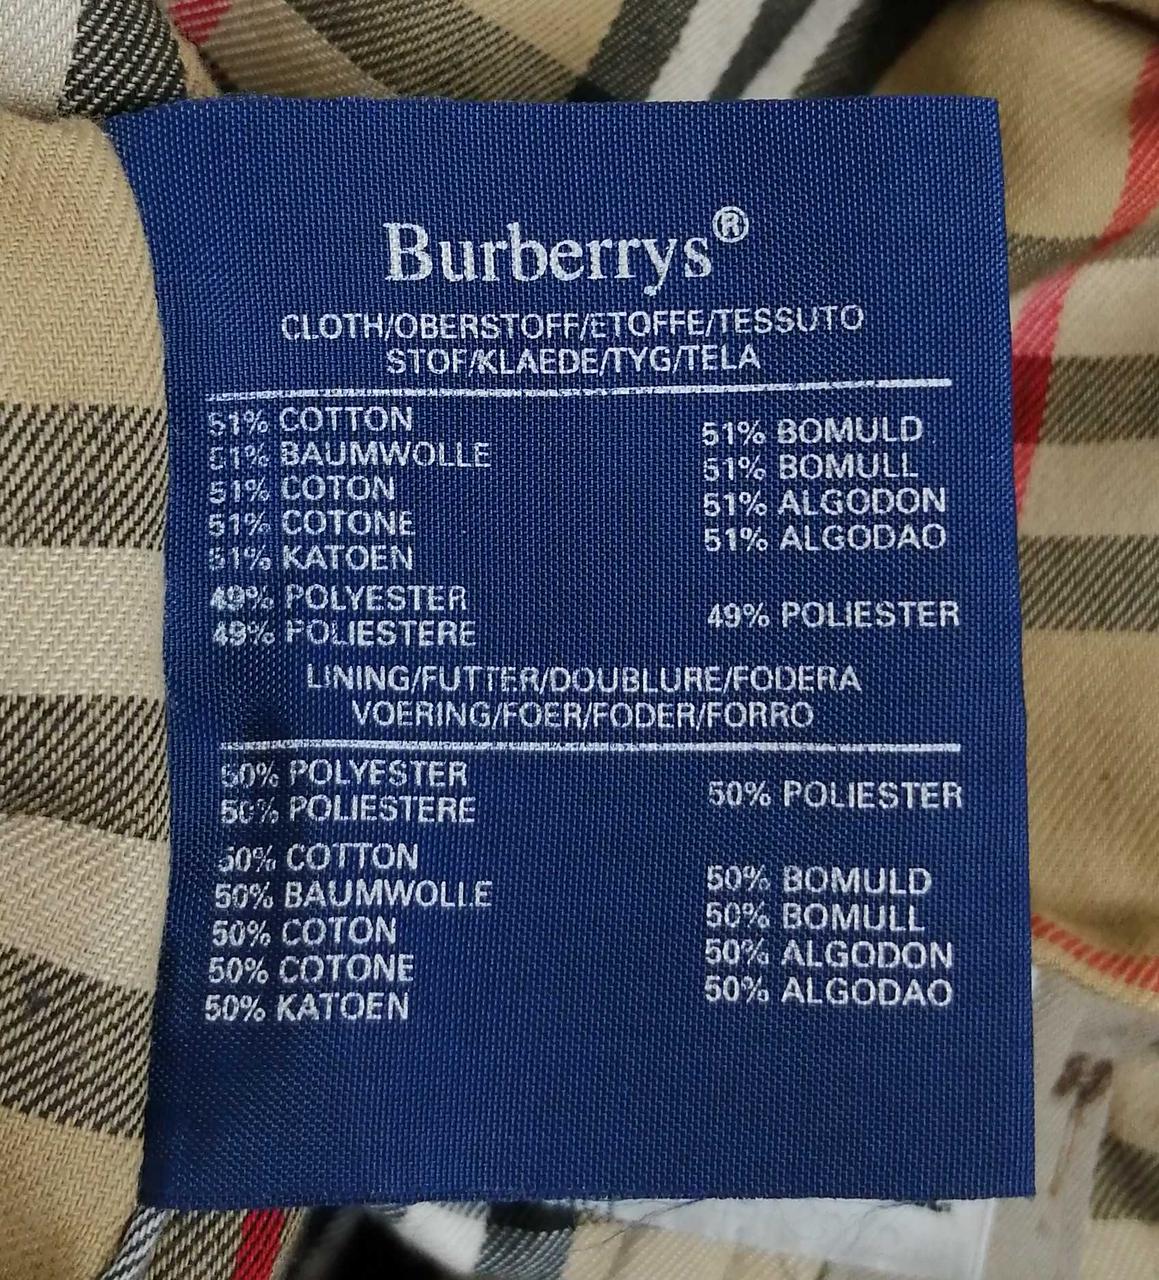 Burberrys®
CLOTH/OBERSTOFF/ETOFFE/TESSUTO
STOF/KLAEDE/TYG/TELA
51% COTTON
51% BAUMWOLLE
51% COTON
51% COTONE
51% KATOEN
51% BOMULD
51% BOMULL
51% ALGODON
51% ALGODAO
49% POLYESTER
49% POLIESTERE
49% POLIESTER
LINING/FUTTER/DOUBLURE/FODERA
VOERING/FOER/FODER/FORRO
50% POLYESTER
50% POLIESTERE
50% POLIESTER
50% COTTON
50% BAUMWOLLE
50% COTON
50% COTONE
50% KATOEN
50% BOMULD
50% BOMULL
50% ALGODON
50% ALGODAO